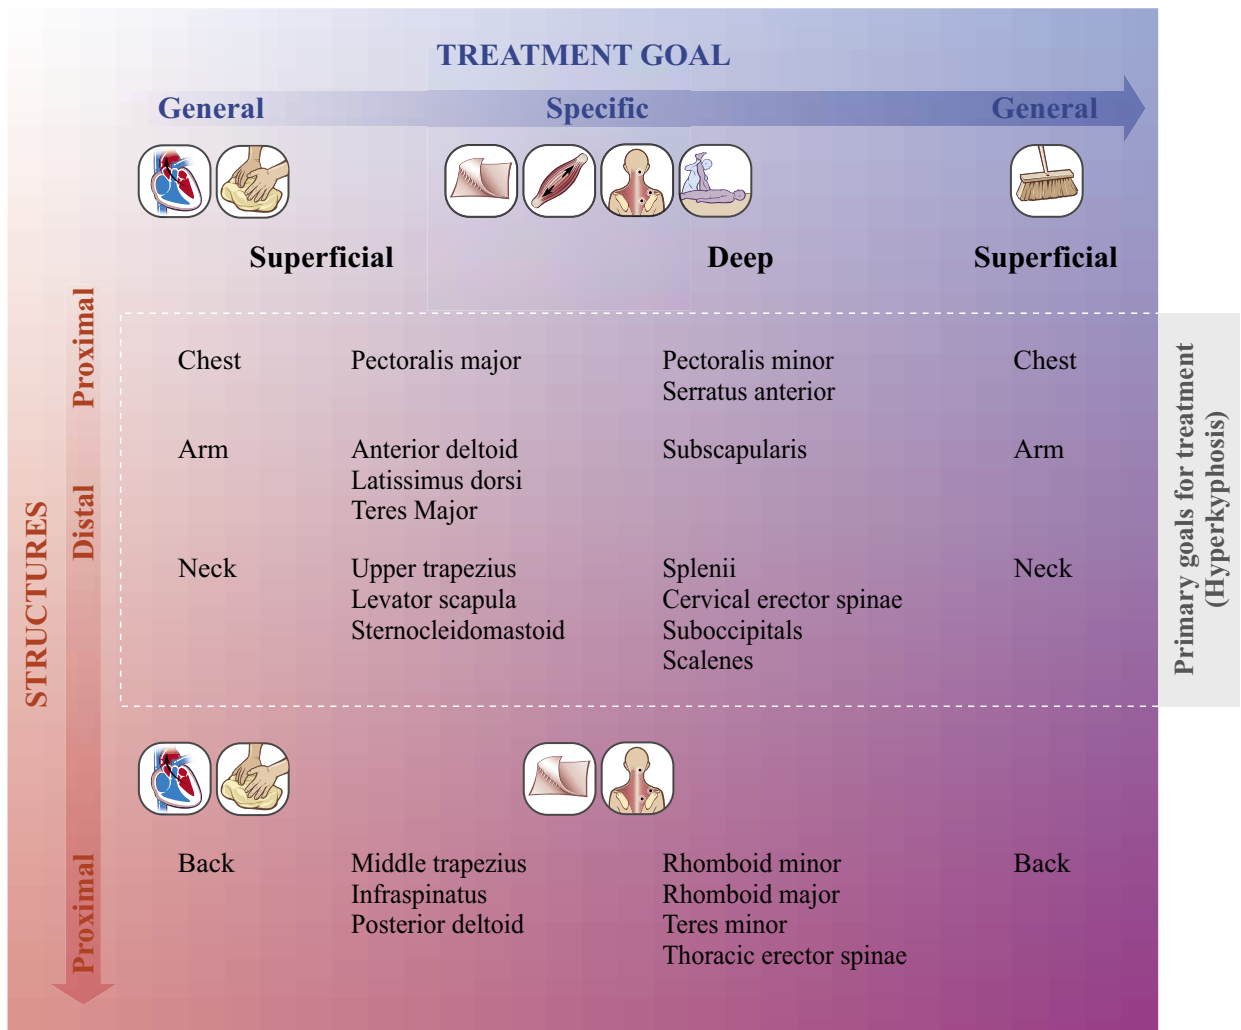 TREATMENT GOAL
General Specific General
Superficial Deep Superficial
STRUCTURES
Proximal
Distal
Proximal
Chest Pectoralis major Pectoralis minor Chest
Serratus anterior
Arm Anterior deltoid Subscapularis Arm
Latissimus dorsi
Teres Major
Neck Upper trapezius Splenii Neck
Levator scapula Cervical erector spinae
Sternocleidomastoid Suboccipitals
Scalenes
Back Middle trapezius Rhomboid minor Back
Infraspinatus Rhomboid major
Posterior deltoid Teres minor
Thoracic erector spinae
Primary goals for treatment
(Hyperkyphosis)